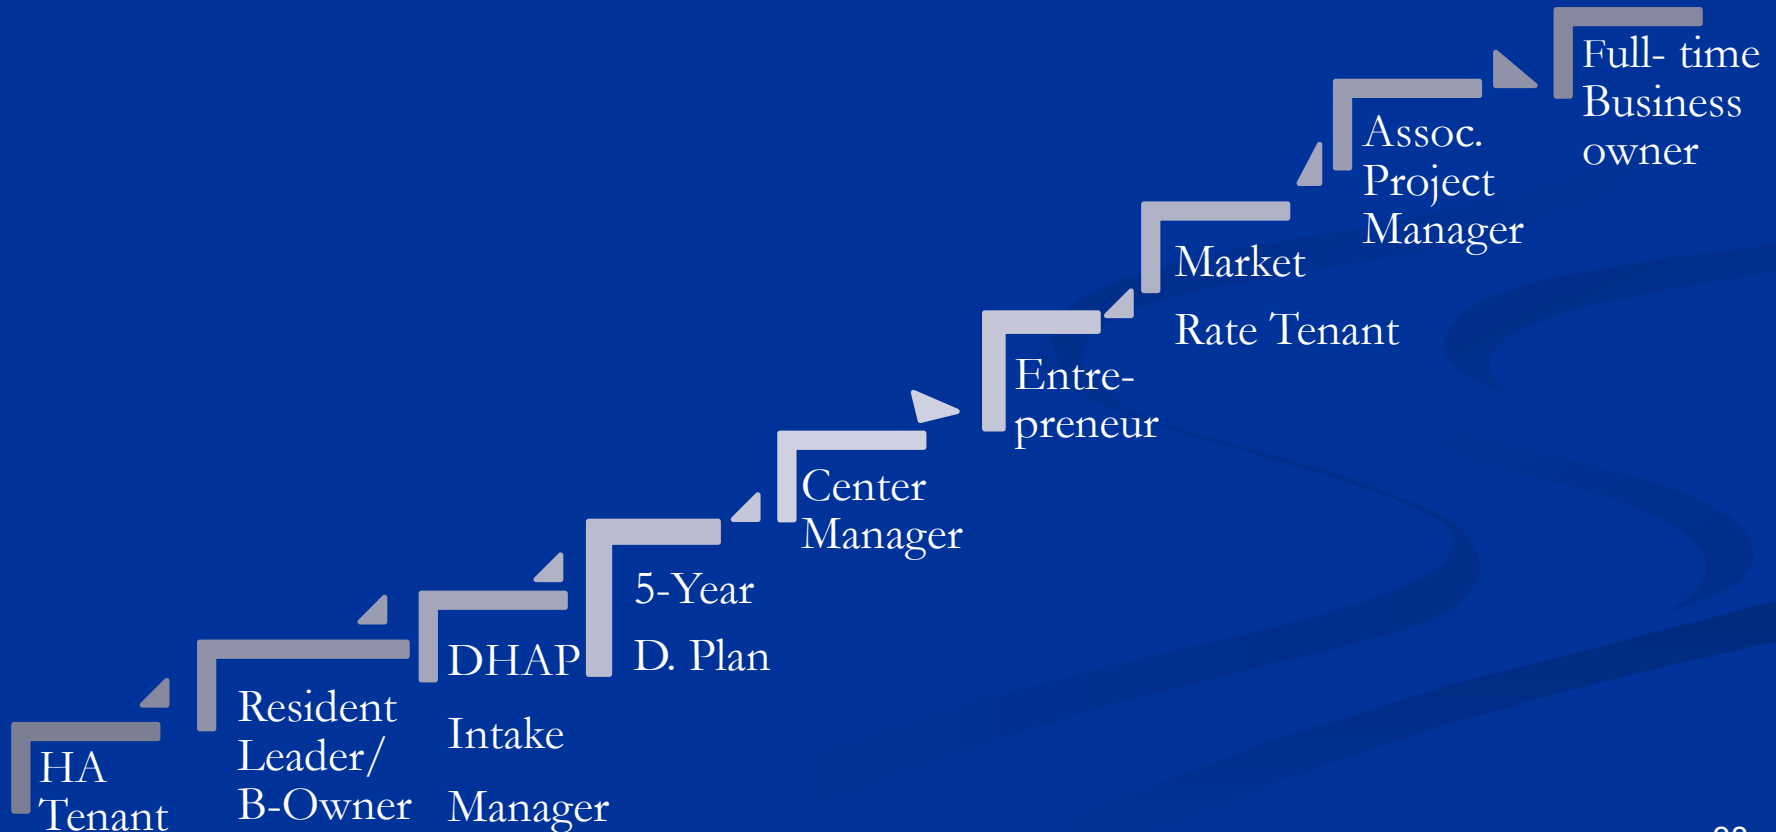 HA
Tenant
Resident
Leader/
B-Owner
DHAP
Intake
Manager
5-Year
D. Plan
Center
Manager
Entre-
preneur
Market
Rate Tenant
Assoc.
Project
Manager
Full- time
Business
owner